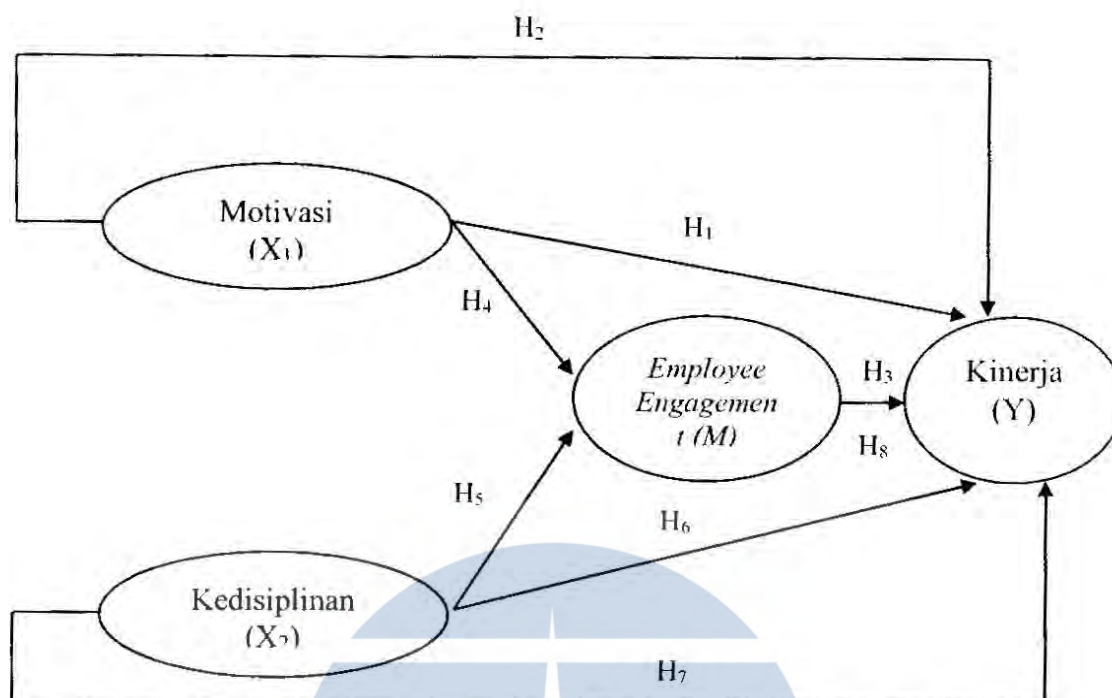 H₂
Motivasi
(X₁)
H₁
H₄
Employee
Engagemen
t (M)
H₃
Kinerja
(Y)
H₈
H₅
H₆
Kedisiplinan
(X₂)
H₇